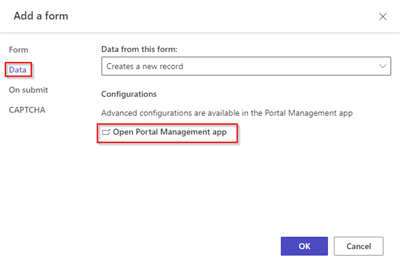 Add a form
Form
Data
On submit
CAPTCHA
Data from this form:
Creates a new record
Configurations
Advanced configurations are available in the Portal Management app
Open Portal Management app
OK
Cancel